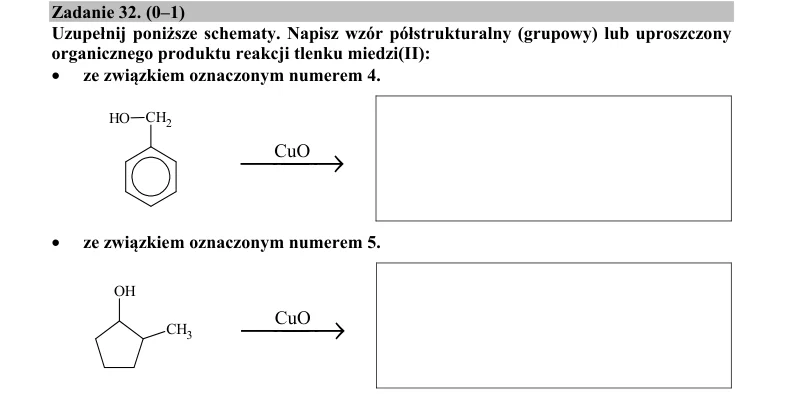 Zadanie 32. (0–1)
Uzupełnij poniższe schematy. Napisz wzór półstrukturalny (grupowy) lub uproszczony
organicznego produktu reakcji tlenku miedzi(II):
• ze związkiem oznaczonym numerem 4.
HO—CH₂
CuO
• ze związkiem oznaczonym numerem 5.
OH
CH₃
CuO